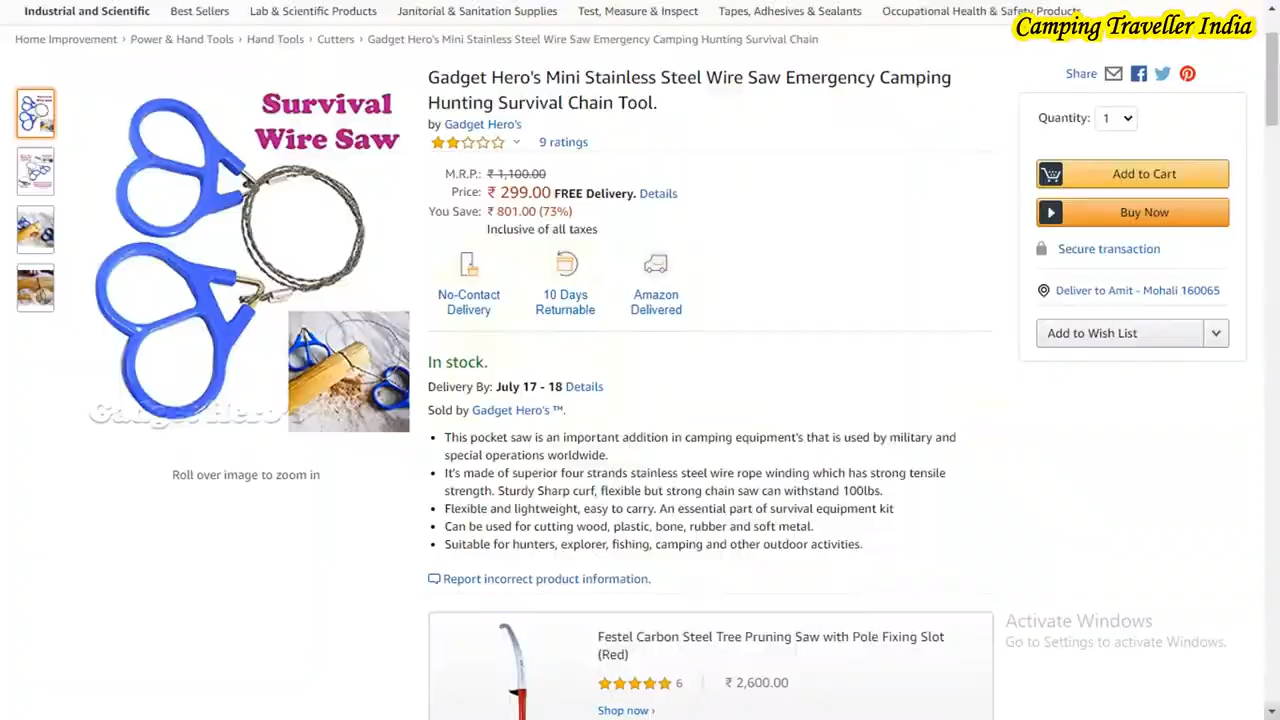 Industrial and Scientific Best Sellers Lab & Scientific Products Janitorial & Sanitation Supplies Test, Measure & Inspect Tapes, Adhesives & Sealants Occupational Health & Safety Products
Camping Traveller India
Home Improvement › Power & Hand Tools › Hand Tools › Cutters › Gadget Hero's Mini Stainless Steel Wire Saw Emergency Camping Hunting Survival Chain
Survival
Wire Saw
Gadget Hero's
Roll over image to zoom in
Gadget Hero's Mini Stainless Steel Wire Saw Emergency Camping
Hunting Survival Chain Tool.
by Gadget Hero's
9 ratings
M.R.P.: ₹ 1,100.00
Price: ₹ 299.00 FREE Delivery. Details
You Save: ₹ 801.00 (73%)
Inclusive of all taxes
No-Contact
Delivery
10 Days
Returnable
Amazon
Delivered
In stock.
Delivery By: July 17 - 18 Details
Sold by Gadget Hero's ™.
• This pocket saw is an important addition in camping equipment's that is used by military and
special operations worldwide.
• It's made of superior four strands stainless steel wire rope winding which has strong tensile
strength. Sturdy Sharp curf, flexible but strong chain saw can withstand 100lbs.
• Flexible and lightweight, easy to carry. An essential part of survival equipment kit
• Can be used for cutting wood, plastic, bone, rubber and soft metal.
• Suitable for hunters, explorer, fishing, camping and other outdoor activities.
Report incorrect product information.
Festel Carbon Steel Tree Pruning Saw with Pole Fixing Slot
(Red)
6 ₹ 2,600.00
Shop now ›
Share
Quantity: 1
Add to Cart
Buy Now
Secure transaction
Deliver to Amit - Mohali 160065
Add to Wish List
Activate Windows
Go to Settings to activate Windows.